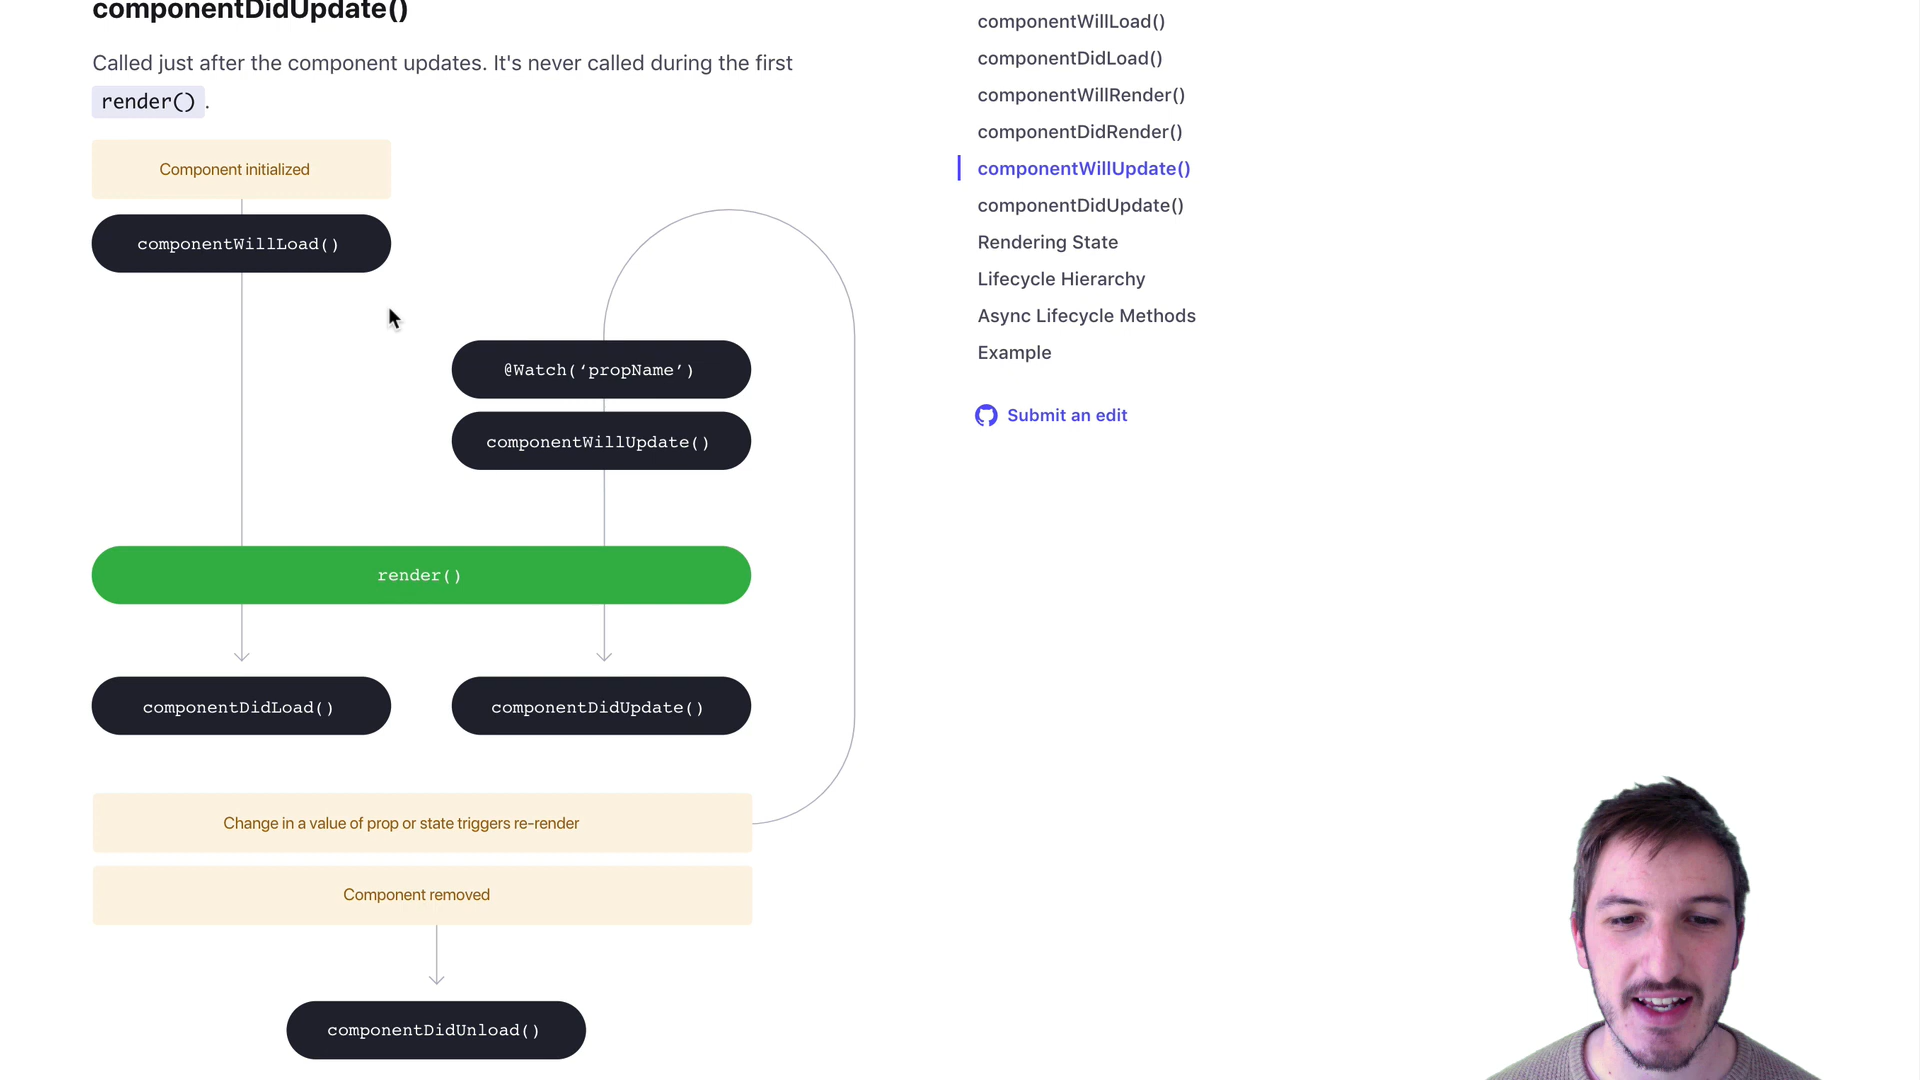 componentDidUpdate()
Called just after the component updates. It's never called during the first
render() .
Component initialized
componentWillLoad()
@Watch(‘propName’)
componentWillUpdate()
render()
componentDidLoad()
componentDidUpdate()
Change in a value of prop or state triggers re-render
Component removed
componentDidUnload()
componentWillLoad()
componentDidLoad()
componentWillRender()
componentDidRender()
componentWillUpdate()
componentDidUpdate()
Rendering State
Lifecycle Hierarchy
Async Lifecycle Methods
Example
Submit an edit